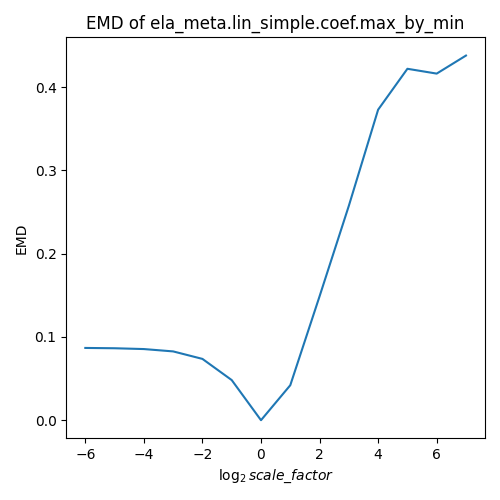 EMD of ela_meta.lin_simple.coef.max_by_min
EMD
0.4
0.3
0.2
0.1
0.0
−6 −4 −2 0 2 4 6
log₂ scale_factor